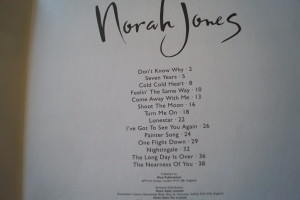 Norah Jones
Don't Know Why · 2
Seven Years · 5
Cold Cold Heart · 8
Feelin' The Same Way · 10
Come Away With Me · 13
Shoot The Moon · 16
Turn Me On · 18
Lonestar · 22
I've Got To See You Again · 26
Painter Song · 24
One Flight Down · 29
Nightingale · 32
The Long Day Is Over · 36
The Nearness Of You · 38